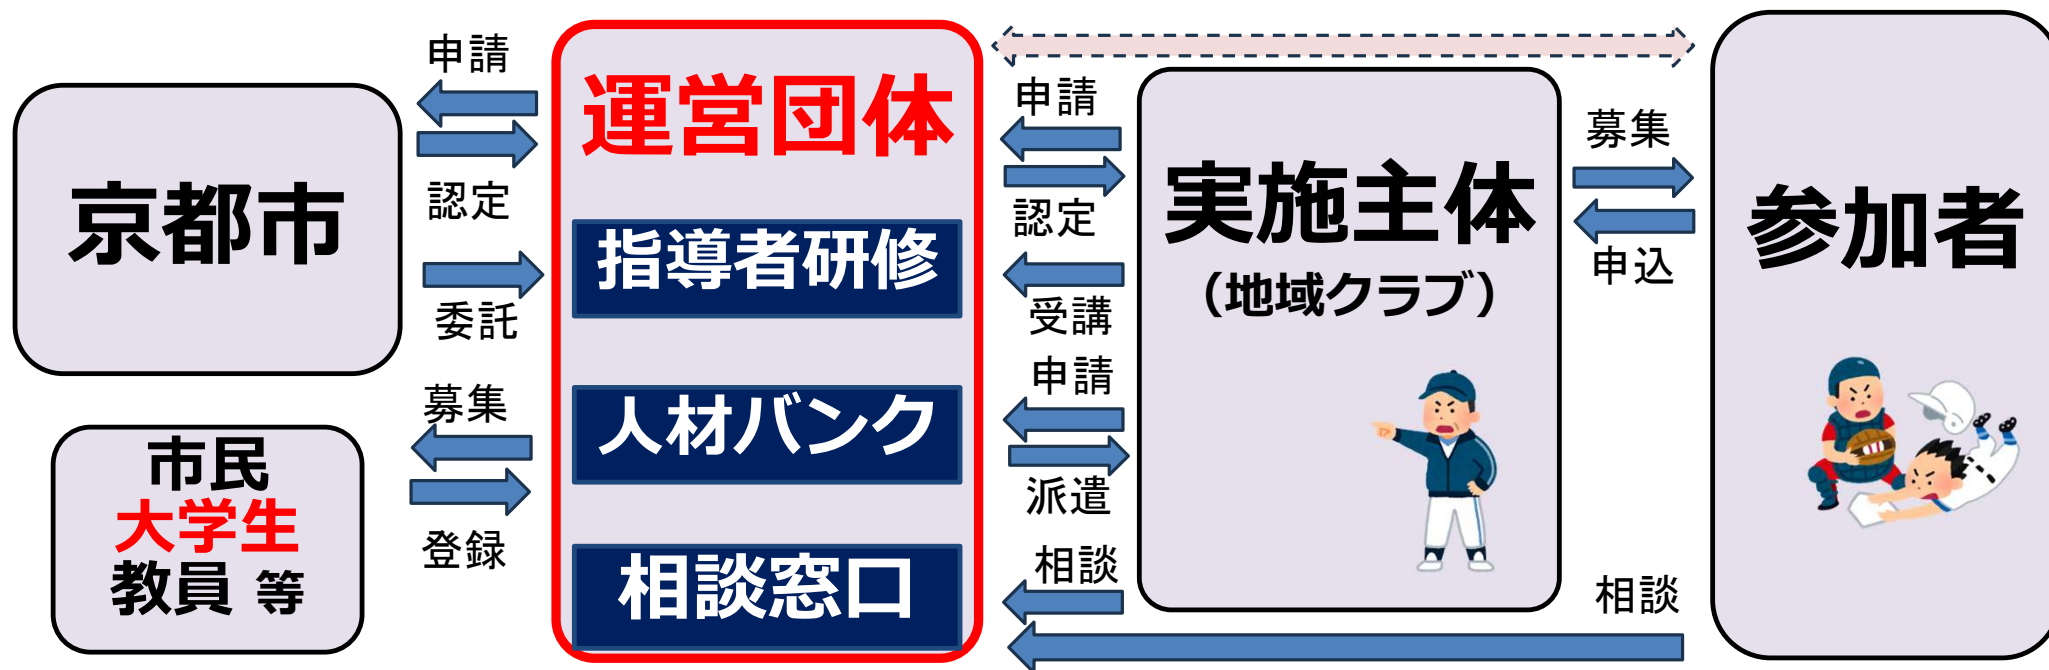 京都市
市民
大学生
教員 等
申請
認定
委託
募集
登録
運営団体
指導者研修
人材バンク
相談窓口
申請
認定
受講
申請
派遣
相談
実施主体
（地域クラブ）
募集
申込
相談
参加者